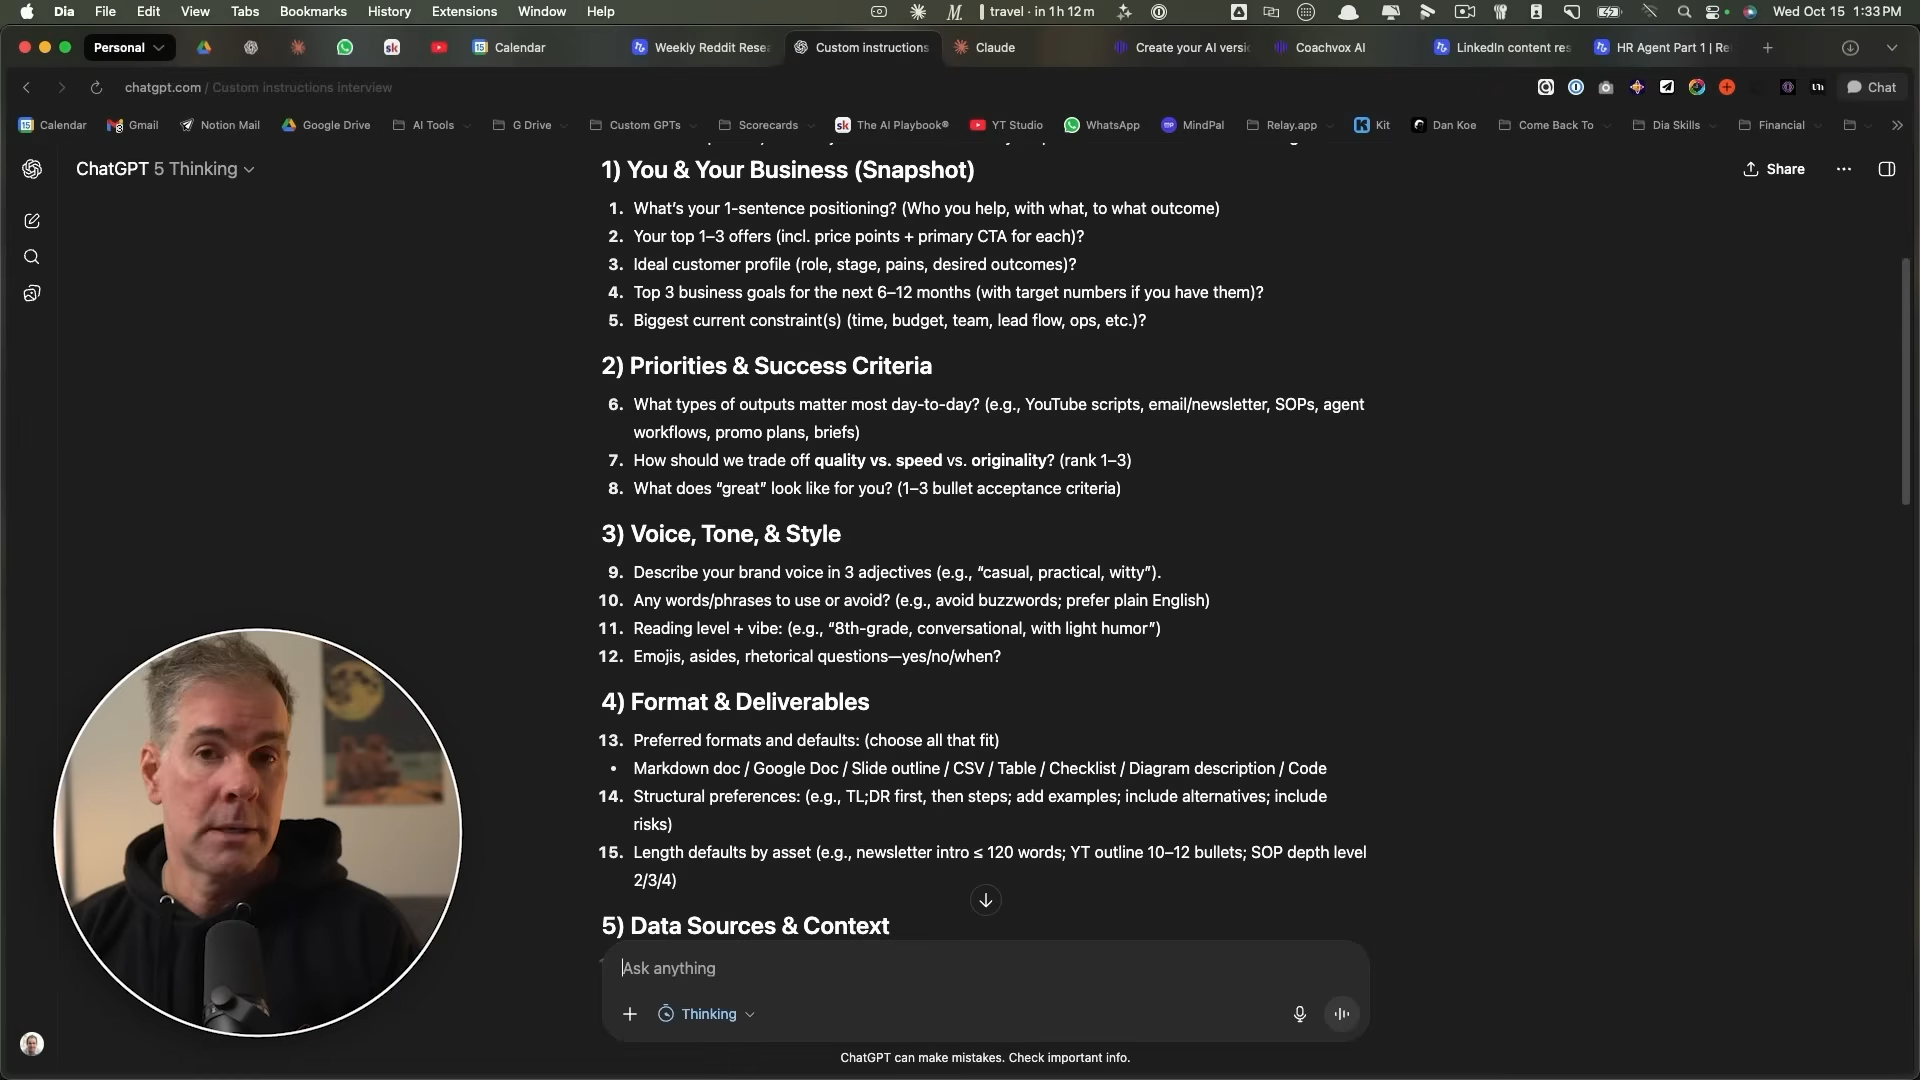 Dia File Edit View Tabs Bookmarks History Extensions Window Help travel · in 1 h 12 m Wed Oct 15 1:33 PM
Personal sk 15 Calendar Weekly Reddit Resea Custom instructions Claude Create your AI versi Coachvox AI LinkedIn content res HR Agent Part 1 | Re
chatgpt.com / Custom instructions interview Chat
15 Calendar Gmail Notion Mail Google Drive AI Tools G Drive Custom GPTs Scorecards sk The AI Playbook® YT Studio WhatsApp MindPal Relay.app Kit Dan Koe Come Back To Dia Skills Financial
ChatGPT 5 Thinking Share
1) You & Your Business (Snapshot)
1. What's your 1-sentence positioning? (Who you help, with what, to what outcome)
2. Your top 1–3 offers (incl. price points + primary CTA for each)?
3. Ideal customer profile (role, stage, pains, desired outcomes)?
4. Top 3 business goals for the next 6–12 months (with target numbers if you have them)?
5. Biggest current constraint(s) (time, budget, team, lead flow, ops, etc.)?
2) Priorities & Success Criteria
6. What types of outputs matter most day-to-day? (e.g., YouTube scripts, email/newsletter, SOPs, agent
workflows, promo plans, briefs)
7. How should we trade off quality vs. speed vs. originality? (rank 1–3)
8. What does “great” look like for you? (1–3 bullet acceptance criteria)
3) Voice, Tone, & Style
9. Describe your brand voice in 3 adjectives (e.g., “casual, practical, witty”).
10. Any words/phrases to use or avoid? (e.g., avoid buzzwords; prefer plain English)
11. Reading level + vibe: (e.g., “8th-grade, conversational, with light humor”)
12. Emojis, asides, rhetorical questions—yes/no/when?
4) Format & Deliverables
13. Preferred formats and defaults: (choose all that fit)
• Markdown doc / Google Doc / Slide outline / CSV / Table / Checklist / Diagram description / Code
14. Structural preferences: (e.g., TL;DR first, then steps; add examples; include alternatives; include
risks)
15. Length defaults by asset (e.g., newsletter intro ≤ 120 words; YT outline 10–12 bullets; SOP depth level
2/3/4)
5) Data Sources & Context
Ask anything
Thinking
ChatGPT can make mistakes. Check important info.